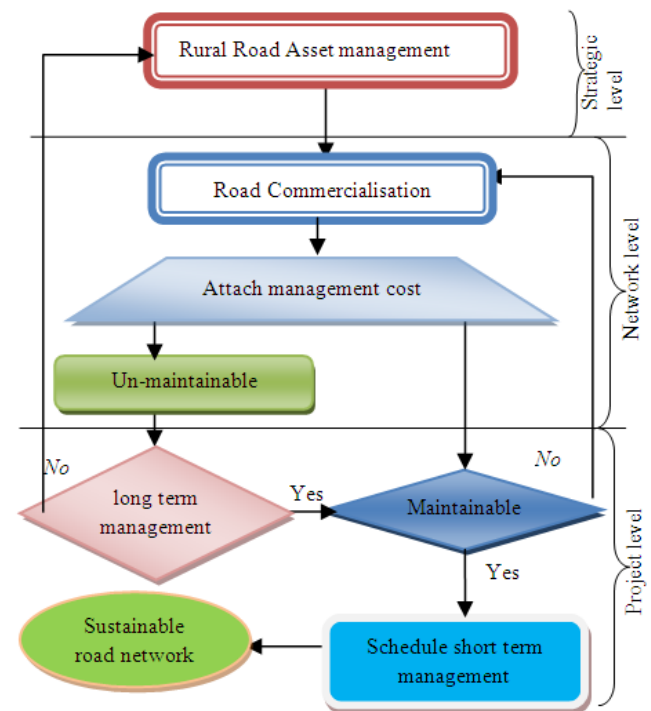 Rural Road Asset management
Strategic
level
Road Commercialisation
Attach management cost
Network level
Un-maintainable
No
long term
management
Yes
Maintainable
No
Yes
Project level
Sustainable
road network
Schedule short term
management